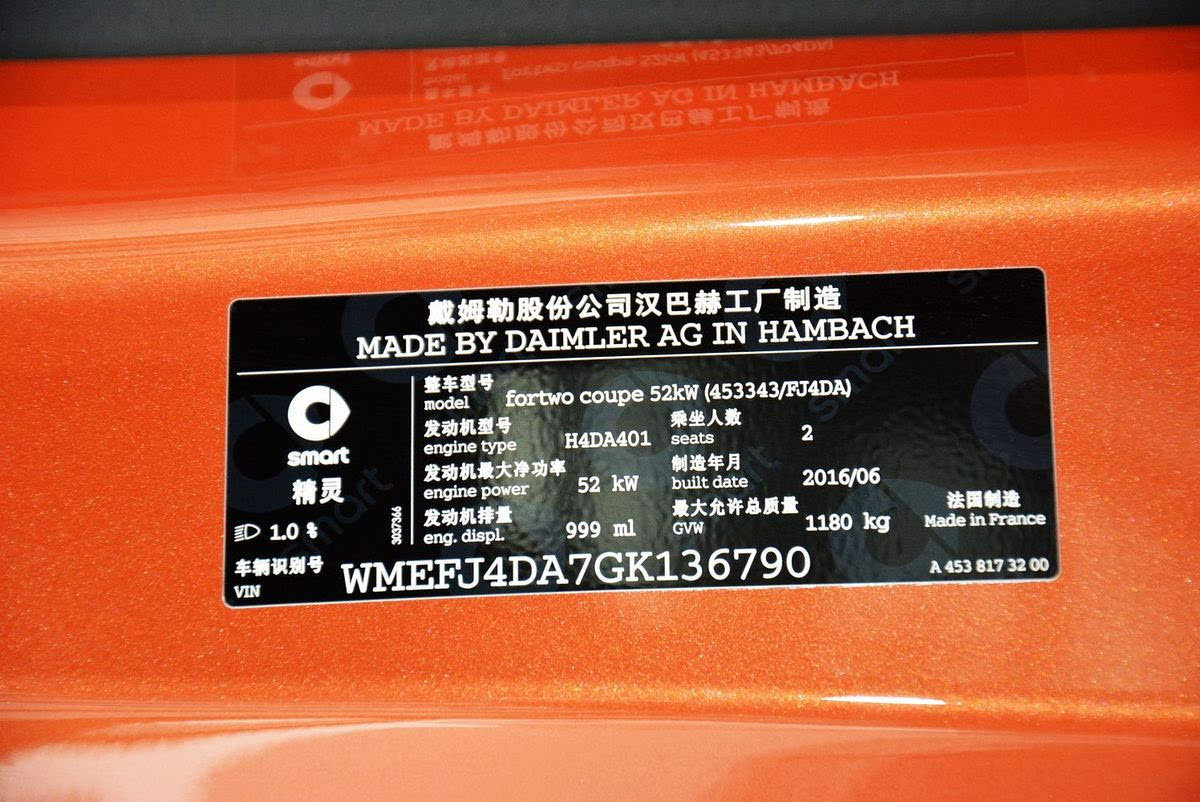 戴姆勒股份公司汉巴赫工厂制造
MADE BY DAIMLER AG IN HAMBACH
smart
精灵
1.0 %
3037366
整车型号
model fortwo coupe 52kW (453343/FJ4DA)
发动机型号
engine type H4DA401
乘坐人数
seats 2
发动机最大净功率
engine power 52 kW
制造年月
built date 2016/06
发动机排量
eng. displ. 999 ml
最大允许总质量
GVW 1180 kg
法国制造
Made in France
车辆识别号
VIN WMEFJ4DA7GK136790
A 453 817 32 00